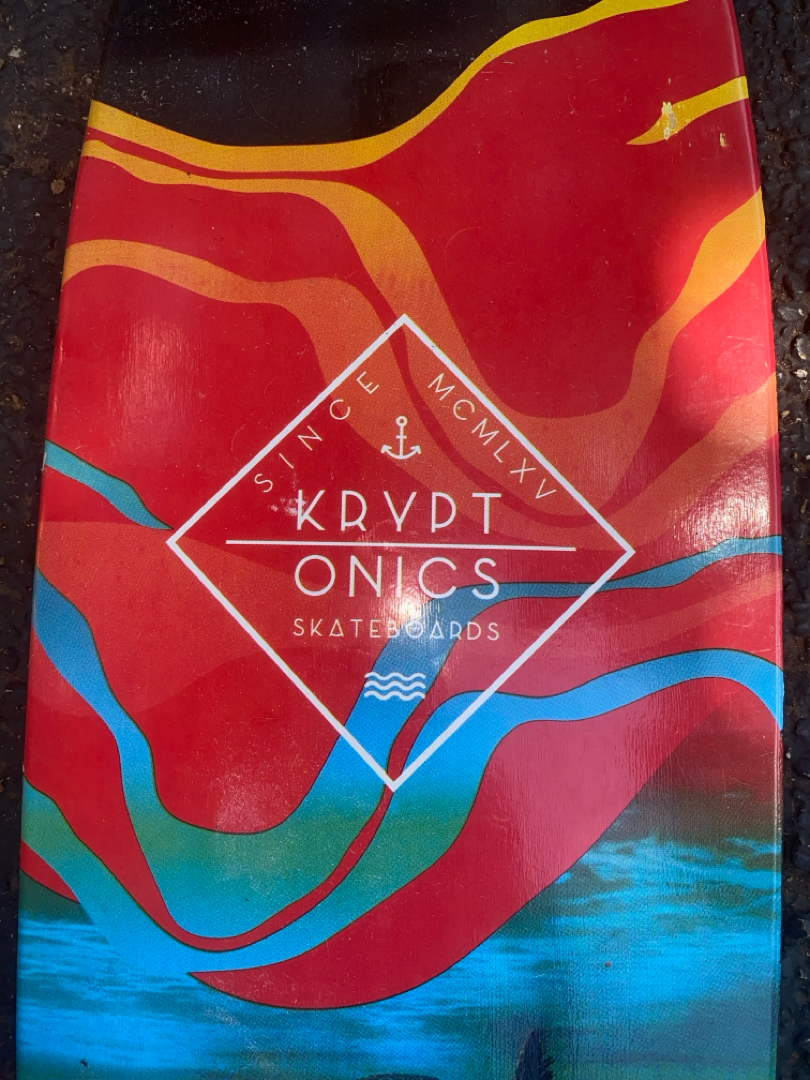 SINCE MCMLXV
KRYPT
ONICS
SKATEBOARDS